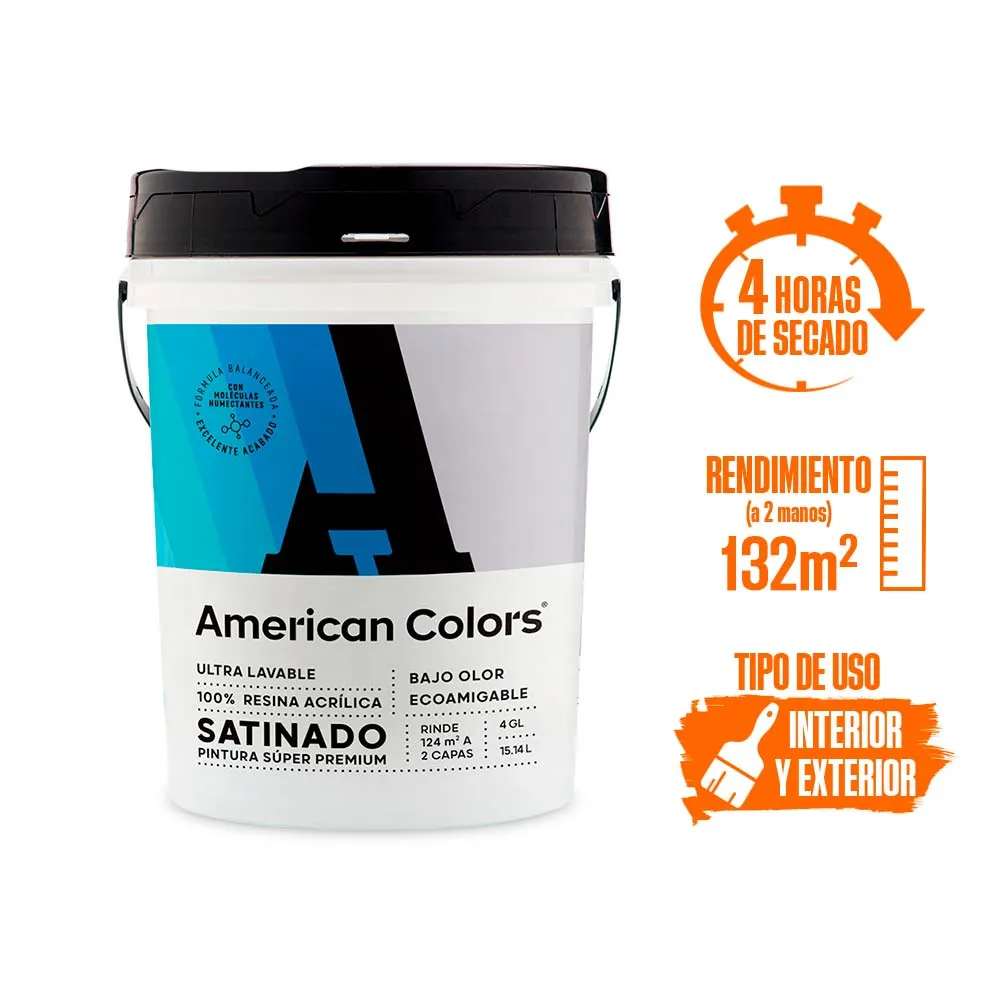 FÓRMULA BALANCEADA
CON
MOLÉCULAS
HUMECTANTES
EXCELENTE ACABADO
American Colors®
ULTRA LAVABLE
100% RESINA ACRÍLICA
SATINADO
PINTURA SÚPER PREMIUM
BAJO OLOR
ECOAMIGABLE
RINDE
124 m² A
2 CAPAS
4 GL
15.14 L
4 HORAS
DE SECADO
RENDIMIENTO
(a 2 manos)
132m²
TIPO DE USO
INTERIOR
Y EXTERIOR